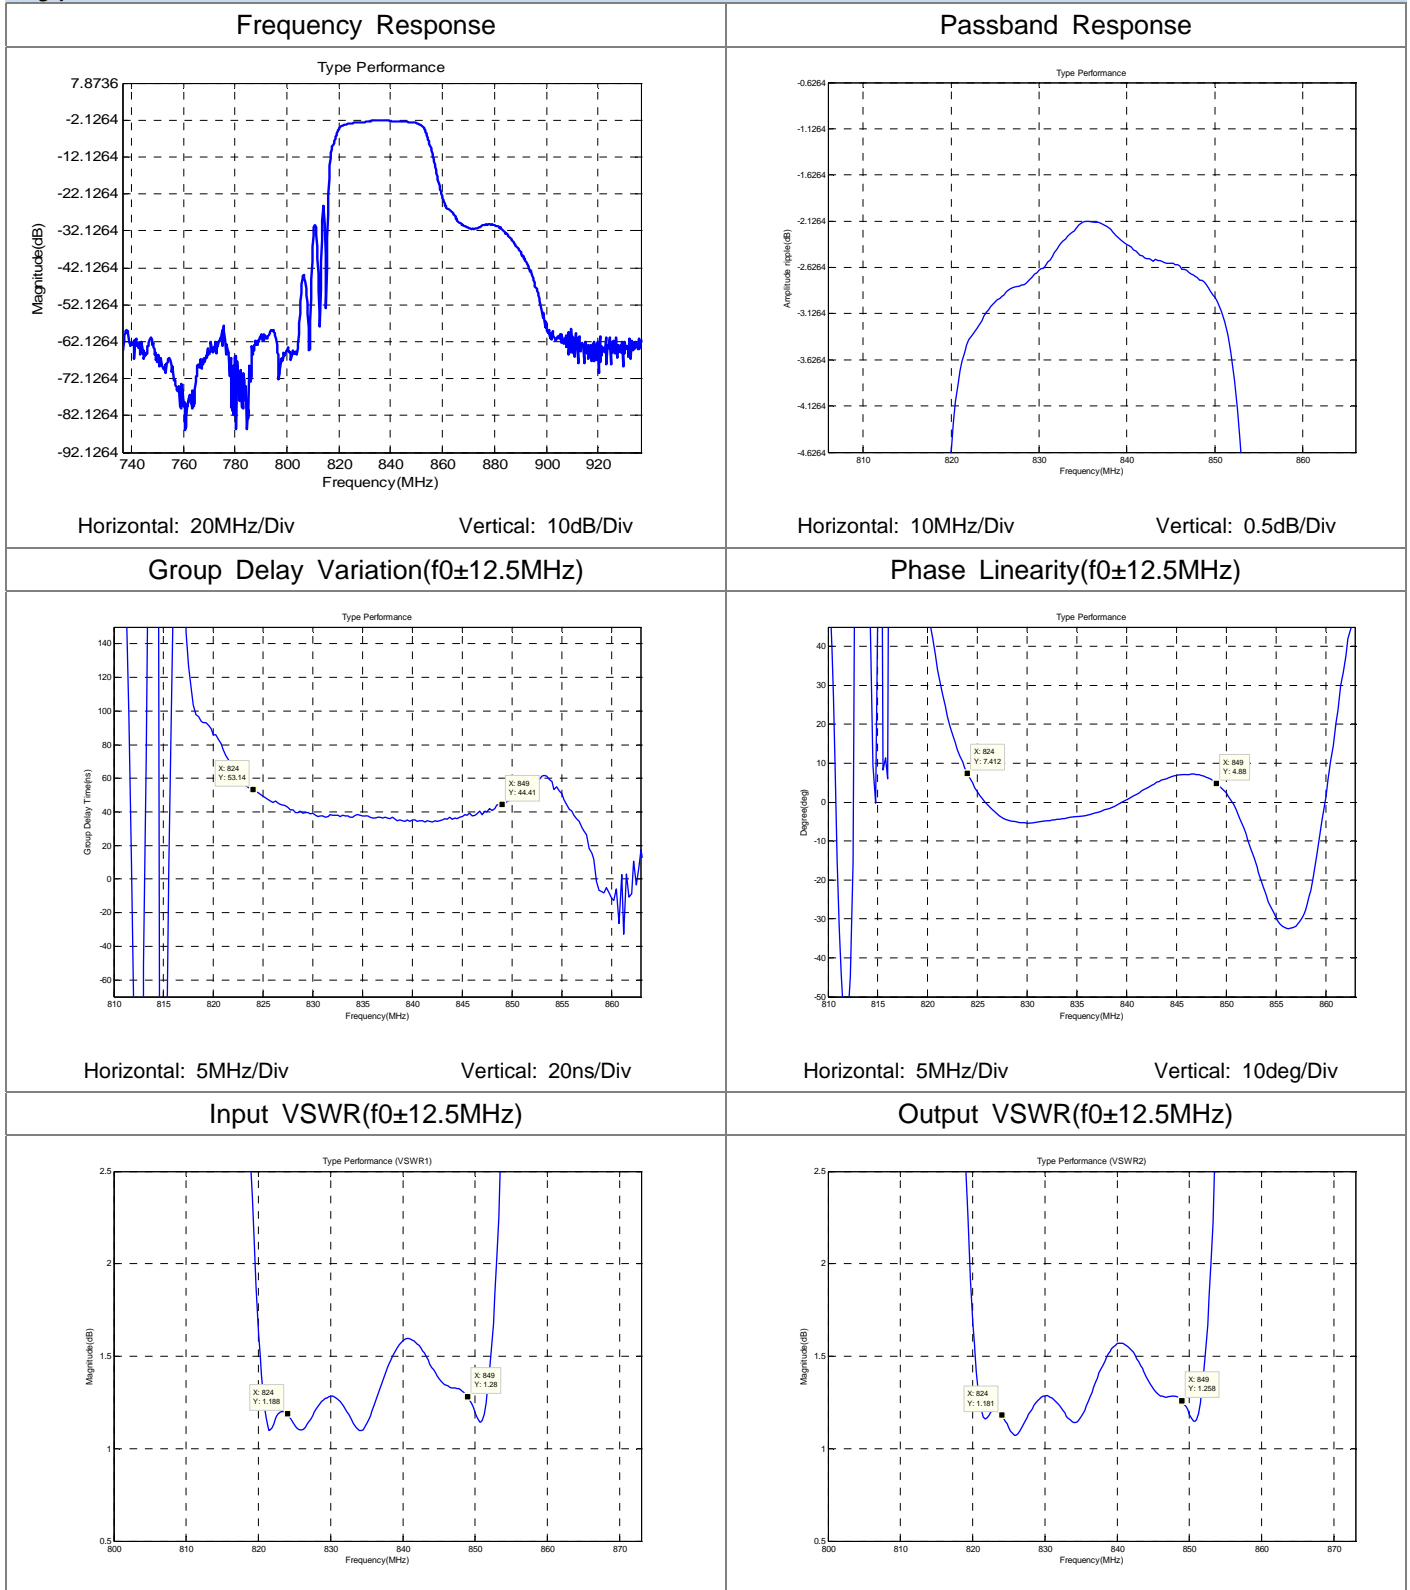 Frequency Response
Passband Response
Type Performance
7.8736
-2.1264
-12.1264
-22.1264
-32.1264
-42.1264
-52.1264
-62.1264
-72.1264
-82.1264
-92.1264
Magnitude(dB)
740 760 780 800 820 840 860 880 900 920
Frequency(MHz)
Horizontal: 20MHz/Div Vertical: 10dB/Div
Type Performance
-0.6264
-1.1264
-1.6264
-2.1264
-2.6264
-3.1264
-3.6264
-4.1264
-4.6264
Amplitude ripple(dB)
810 820 830 840 850 860
Frequency(MHz)
Horizontal: 10MHz/Div Vertical: 0.5dB/Div
Group Delay Variation(f0±12.5MHz)
Phase Linearity(f0±12.5MHz)
Type Performance
140
120
100
80
60
40
20
0
-20
-40
-60
Group Delay Time(ns)
X: 824
Y: 53.14
X: 849
Y: 44.41
810 815 820 825 830 835 840 845 850 855 860
Frequency(MHz)
Horizontal: 5MHz/Div Vertical: 20ns/Div
Type Performance
40
30
20
10
0
-10
-20
-30
-40
-50
Degree(deg)
X: 824
Y: 7.412
X: 849
Y: 4.88
810 815 820 825 830 835 840 845 850 855 860
Frequency(MHz)
Horizontal: 5MHz/Div Vertical: 10deg/Div
Input VSWR(f0±12.5MHz)
Output VSWR(f0±12.5MHz)
Type Performance (VSWR1)
2.5
2
1.5
1
0.5
Magnitude(dB)
X: 824
Y: 1.188
X: 849
Y: 1.28
800 810 820 830 840 850 860 870
Frequency(MHz)
Type Performance (VSWR2)
2.5
2
1.5
1
0.5
Magnitude(dB)
X: 824
Y: 1.181
X: 849
Y: 1.258
800 810 820 830 840 850 860 870
Frequency(MHz)